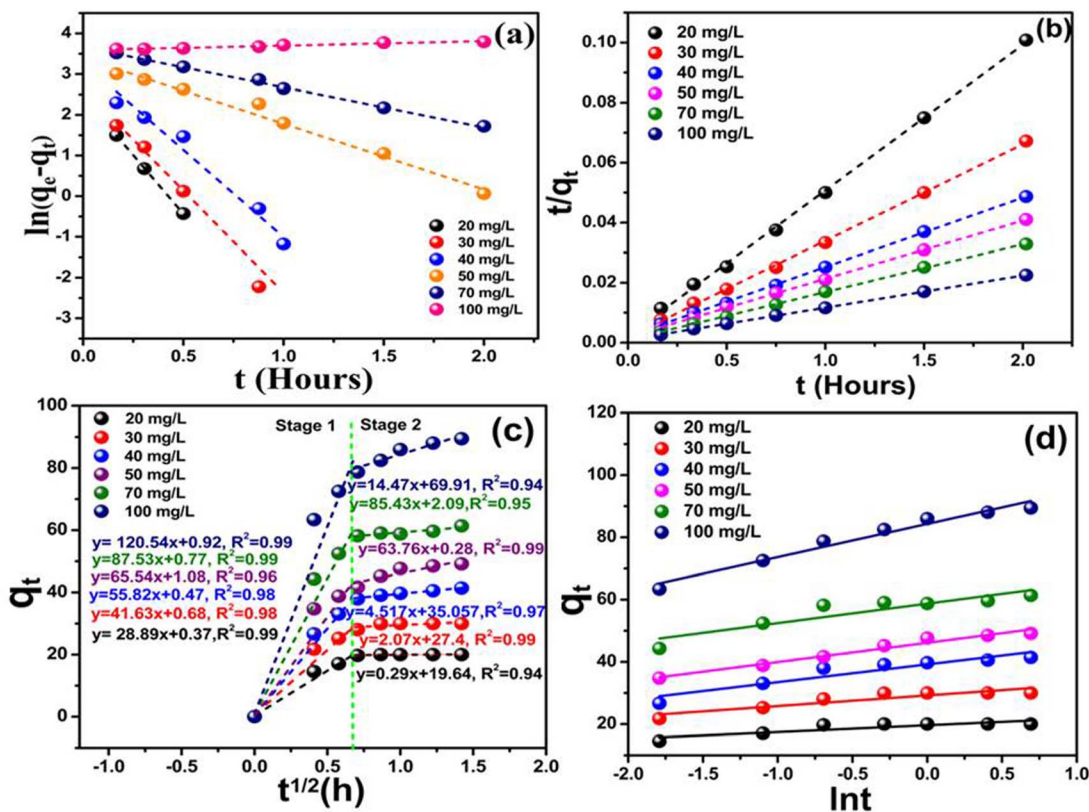 (a)
ln(qe-qt)
4
3
2
1
0
-1
-2
-3
20 mg/L
30 mg/L
40 mg/L
50 mg/L
70 mg/L
100 mg/L
0.0 0.5 1.0 1.5 2.0
t (Hours)
(b)
t/qt
0.10
0.08
0.06
0.04
0.02
0.00
20 mg/L
30 mg/L
40 mg/L
50 mg/L
70 mg/L
100 mg/L
0.0 0.5 1.0 1.5 2.0
t (Hours)
(c)
qt
100
80
60
40
20
0
20 mg/L
30 mg/L
40 mg/L
50 mg/L
70 mg/L
100 mg/L
Stage 1 Stage 2
y= 120.54x+0.92, R²=0.99
y=87.53x+0.77, R²=0.99
y=65.54x+1.08, R²=0.96
y=55.82x+0.47, R²=0.98
y=41.63x+0.68, R²=0.98
y= 28.89x+0.37,R²=0.99
y=14.47x+69.91, R²=0.94
y=85.43x+2.09, R²=0.95
y=63.76x+0.28, R²=0.99
y=4.517x+35.057,R²=0.97
y=2.07x+27.4, R²=0.99
y=0.29x+19.64, R²=0.94
-1.0 -0.5 0.0 0.5 1.0 1.5 2.0
t1/2(h)
(d)
qt
120
100
80
60
40
20
20 mg/L
30 mg/L
40 mg/L
50 mg/L
70 mg/L
100 mg/L
-2.0 -1.5 -1.0 -0.5 0.0 0.5 1.0
lnt